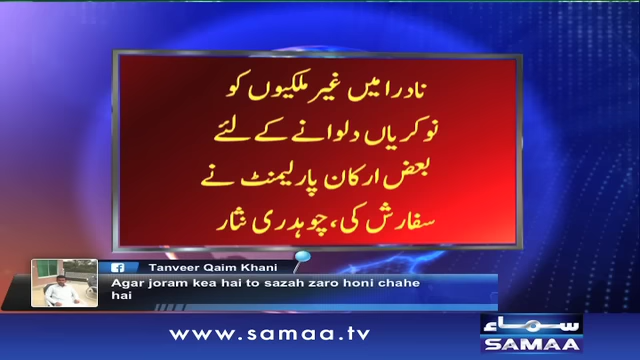 نادرا میں غیر ملکیوں کو
نوکریاں دلوانے کے لئے
بعض ارکان پارلیمنٹ نے
سفارش کی، چوہدری نثار
Tanveer Qaim Khani
Agar joram kea hai to sazah zaro honi chahe
hai
www.samaa.tv
سماء
SAMAA